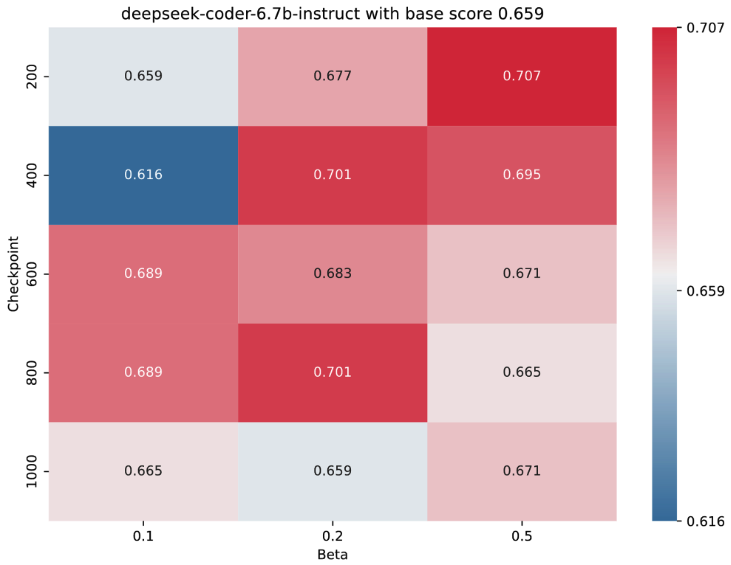 deepseek-coder-6.7b-instruct with base score 0.659
0.707
200
0.659 0.677 0.707
400
0.616 0.701 0.695
Checkpoint
600
0.689 0.683 0.671
0.659
800
0.689 0.701 0.665
1000
0.665 0.659 0.671
0.616
0.1 0.2 0.5
Beta